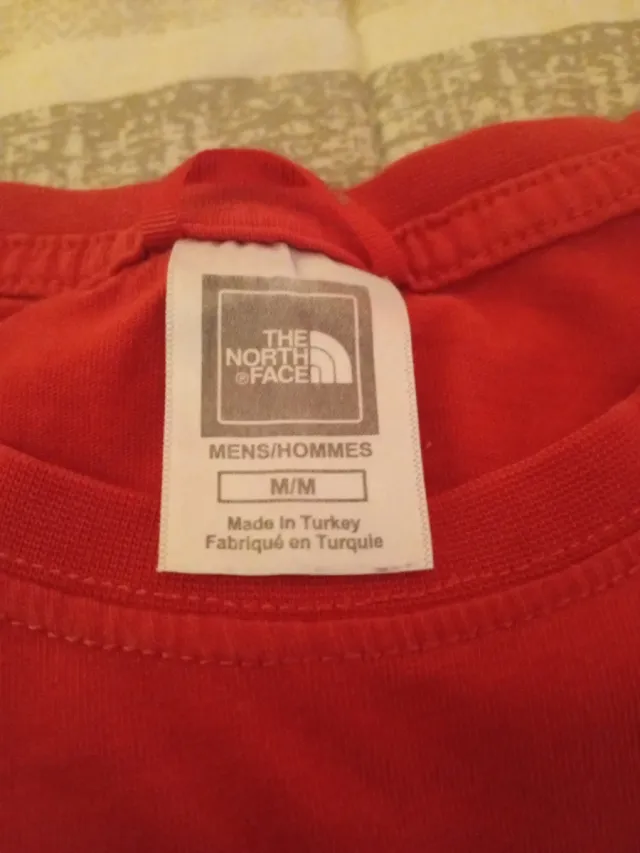 THE
NORTH
®FACE
MENS/HOMMES
M/M
Made in Turkey
Fabriqué en Turquie